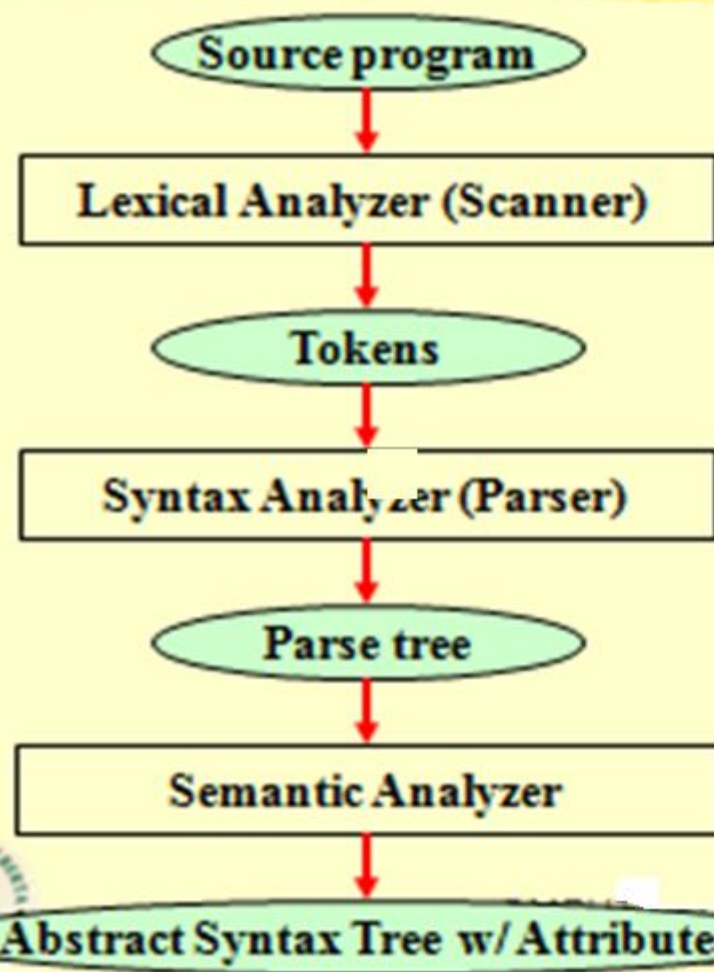 Source program
Lexical Analyzer (Scanner)
Tokens
Syntax Analyzer (Parser)
Parse tree
Semantic Analyzer
Abstract Syntax Tree w/ Attribute